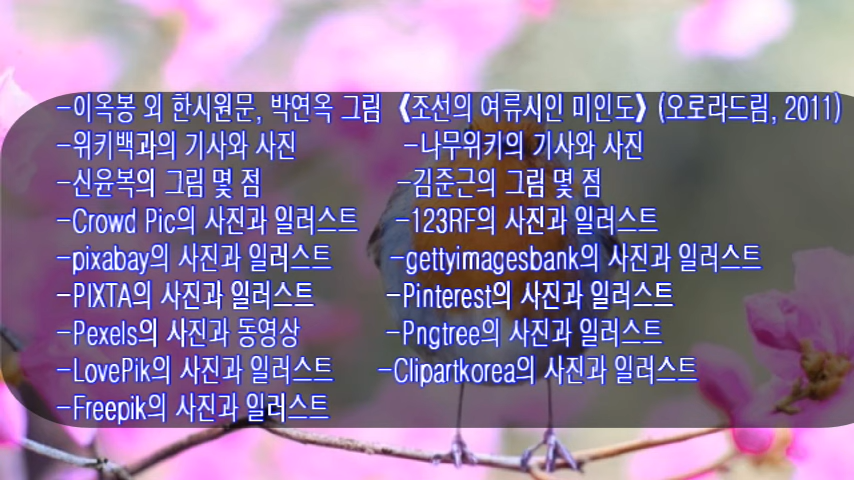 -이옥봉 외 한시원문, 박연옥 그림 《조선의 여류시인 미인도》(오로라드림, 2011)
-위키백과의 기사와 사진 -나무위키의 기사와 사진
-신윤복의 그림 몇 점 -김준근의 그림 몇 점
-Crowd Pic의 사진과 일러스트 -123RF의 사진과 일러스트
-pixabay의 사진과 일러스트 -gettyimagesbank의 사진과 일러스트
-PIXTA의 사진과 일러스트 -Pinterest의 사진과 일러스트
-Pexels의 사진과 동영상 -Pngtree의 사진과 일러스트
-LovePik의 사진과 일러스트 -Clipartkorea의 사진과 일러스트
-Freepik의 사진과 일러스트